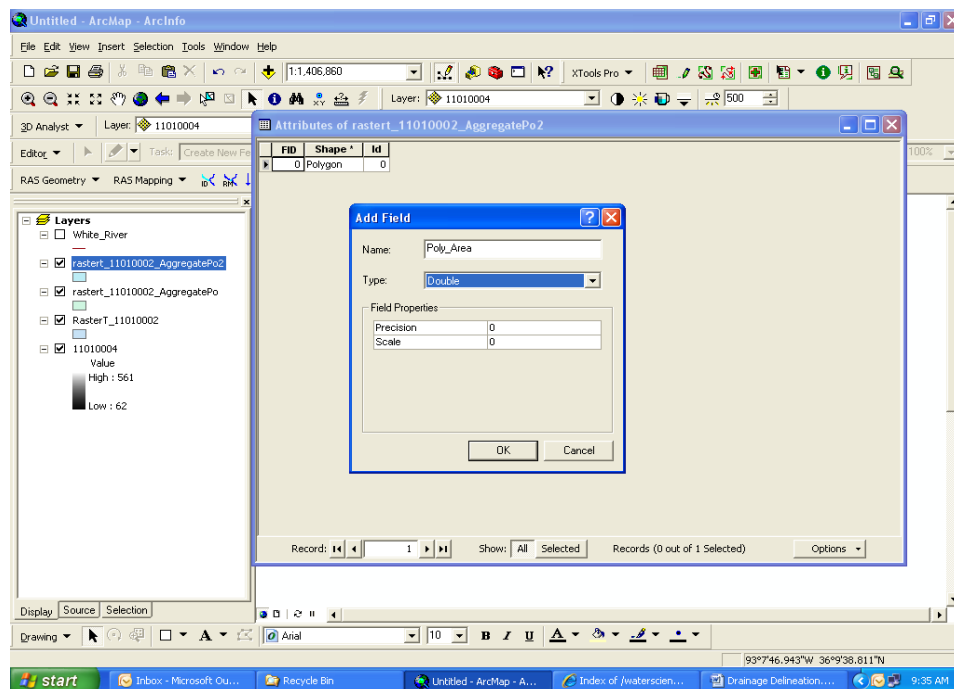 Untitled - ArcMap - ArcInfo
File Edit View Insert Selection Tools Window Help
1:1,406,860 XTools Pro
Layer: 11010004 500
3D Analyst Layer: 11010004
Editor Task: Create New Fe 100%
RAS Geometry RAS Mapping ID RM
Layers
White_River
rastert_11010002_AggregatePo2
rastert_11010002_AggregatePo
RasterT_11010002
11010004
Value
High : 561
Low : 62
Attributes of rastert_11010002_AggregatePo2
FID Shape * Id
0 Polygon 0
Add Field
Name: Poly_Area
Type: Double
Field Properties
Precision 0
Scale 0
OK Cancel
Record: 1 Show: All Selected Records (0 out of 1 Selected) Options
Display Source Selection
Drawing A Arial 10 B I U A
93°7'46.943"W 36°9'38.811"N
start Inbox - Microsoft Ou... Recycle Bin Untitled - ArcMap - A... Index of /waterscien... Drainage Delineation.... 9:35 AM